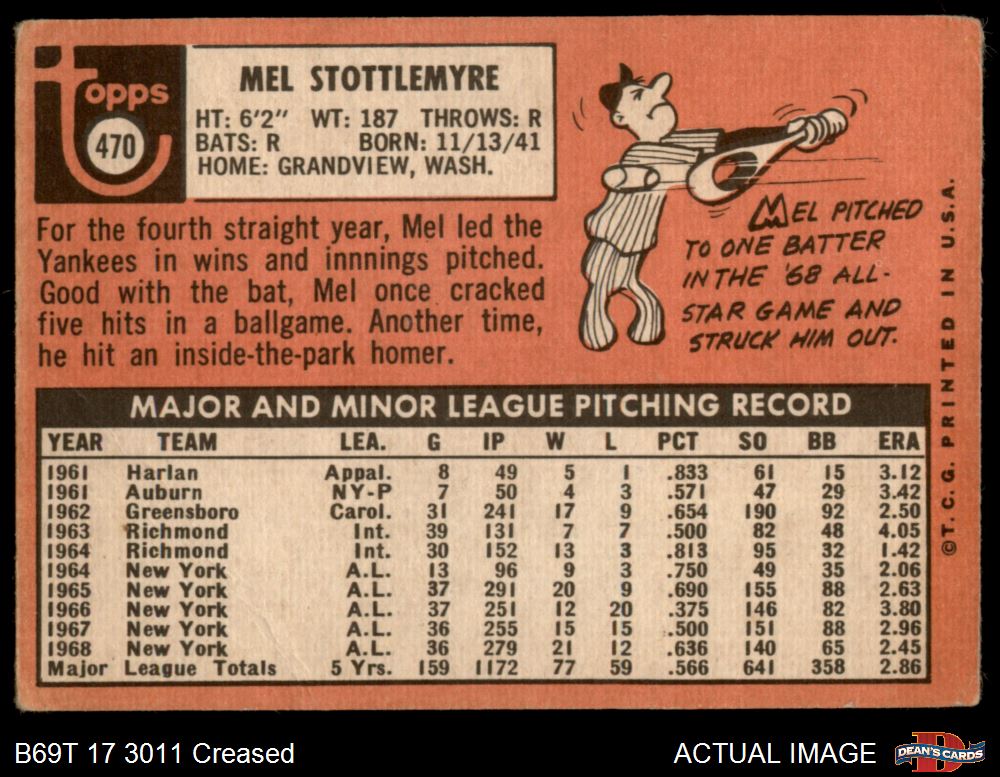 topps
470
MEL STOTTLEMYRE
HT: 6'2" WT: 187 THROWS: R
BATS: R BORN: 11/13/41
HOME: GRANDVIEW, WASH.
For the fourth straight year, Mel led the
Yankees in wins and innnings pitched.
Good with the bat, Mel once cracked
five hits in a ballgame. Another time,
he hit an inside-the-park homer.
MEL PITCHED
TO ONE BATTER
IN THE '68 ALL-
STAR GAME AND
STRUCK HIM OUT.
MAJOR AND MINOR LEAGUE PITCHING RECORD
YEAR TEAM LEA. G IP W L PCT SO BB ERA
1961 Harlan Appal. 8 49 5 1 .833 61 15 3.12
1961 Auburn NY-P 7 50 4 3 .571 47 29 3.42
1962 Greensboro Carol. 31 241 17 9 .654 190 92 2.50
1963 Richmond Int. 39 131 7 7 .500 82 48 4.05
1964 Richmond Int. 30 152 13 3 .813 95 32 1.42
1964 New York A.L. 13 96 9 3 .750 49 35 2.06
1965 New York A.L. 37 291 20 9 .690 155 88 2.63
1966 New York A.L. 37 251 12 20 .375 146 82 3.80
1967 New York A.L. 36 255 15 15 .500 151 88 2.96
1968 New York A.L. 36 279 21 12 .636 140 65 2.45
Major League Totals 5 Yrs. 159 1172 77 59 .566 641 358 2.86
©T. C. G. PRINTED IN U.S.A.
B69T 17 3011 Creased
ACTUAL IMAGE
DEAN'S CARDS